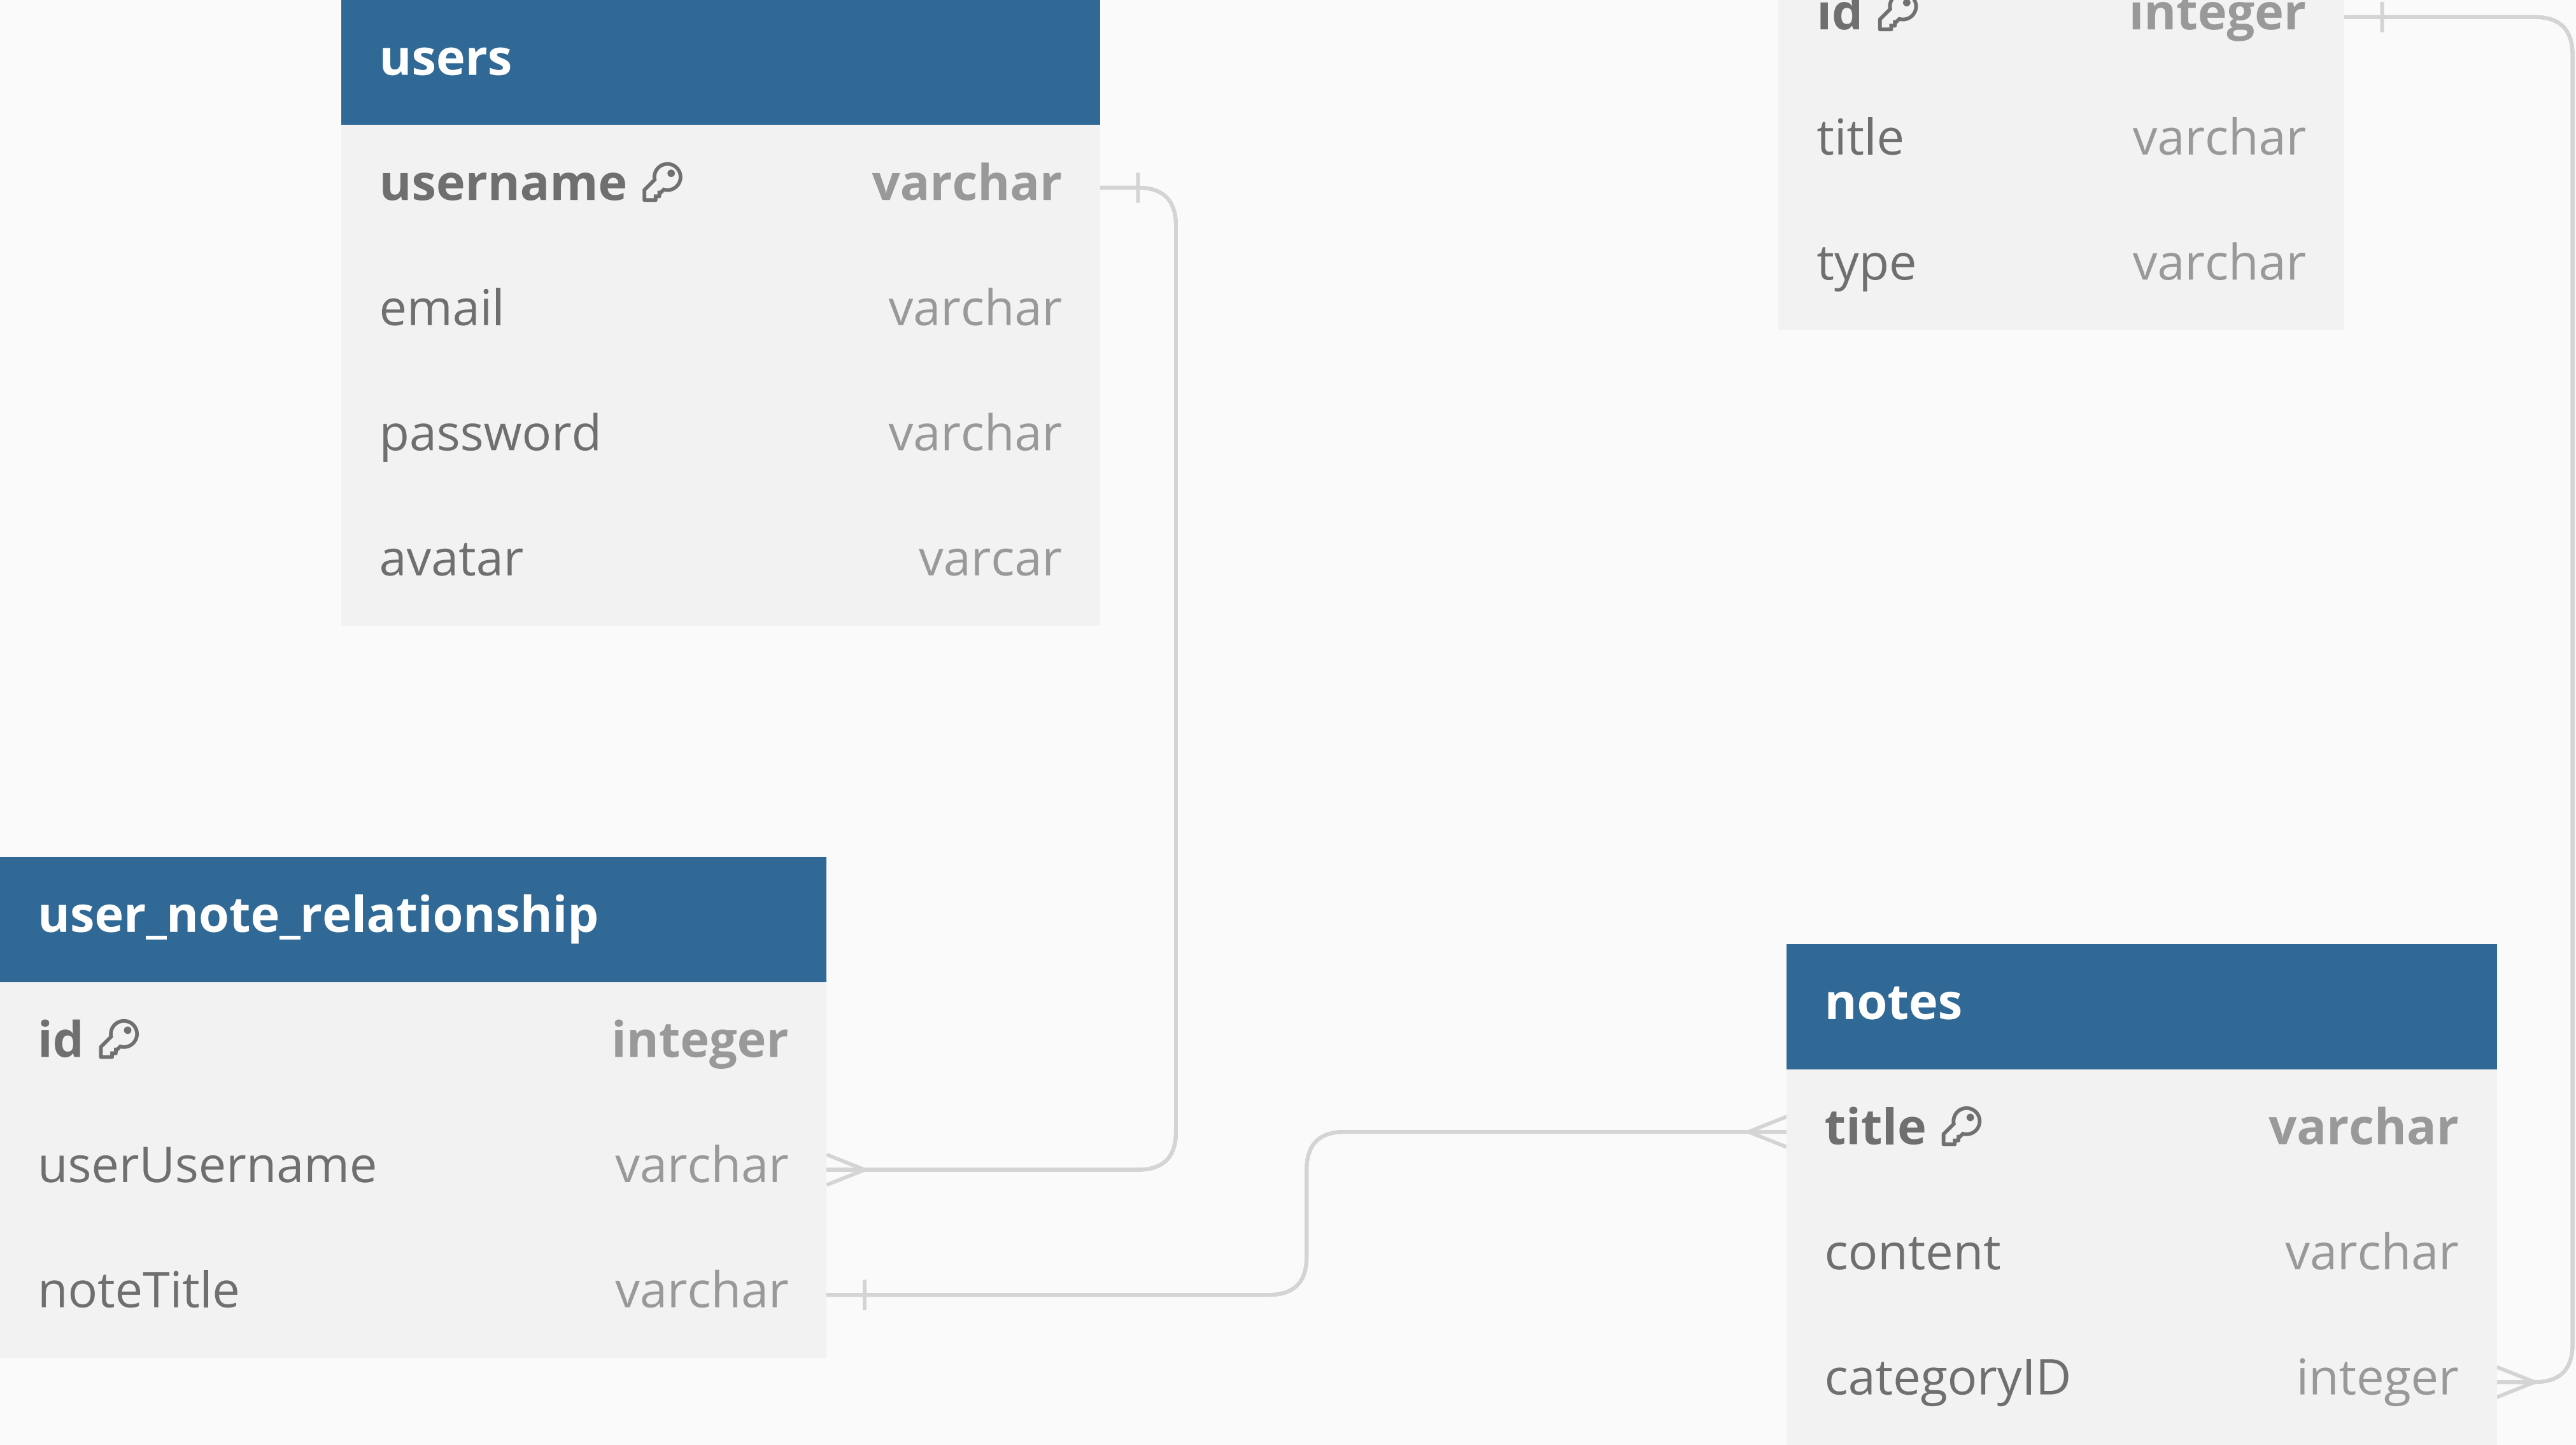 users
username varchar
email varchar
password varchar
avatar varcar
id integer
title varchar
type varchar
user_note_relationship
id integer
userUsername varchar
noteTitle varchar
notes
title varchar
content varchar
categoryID integer